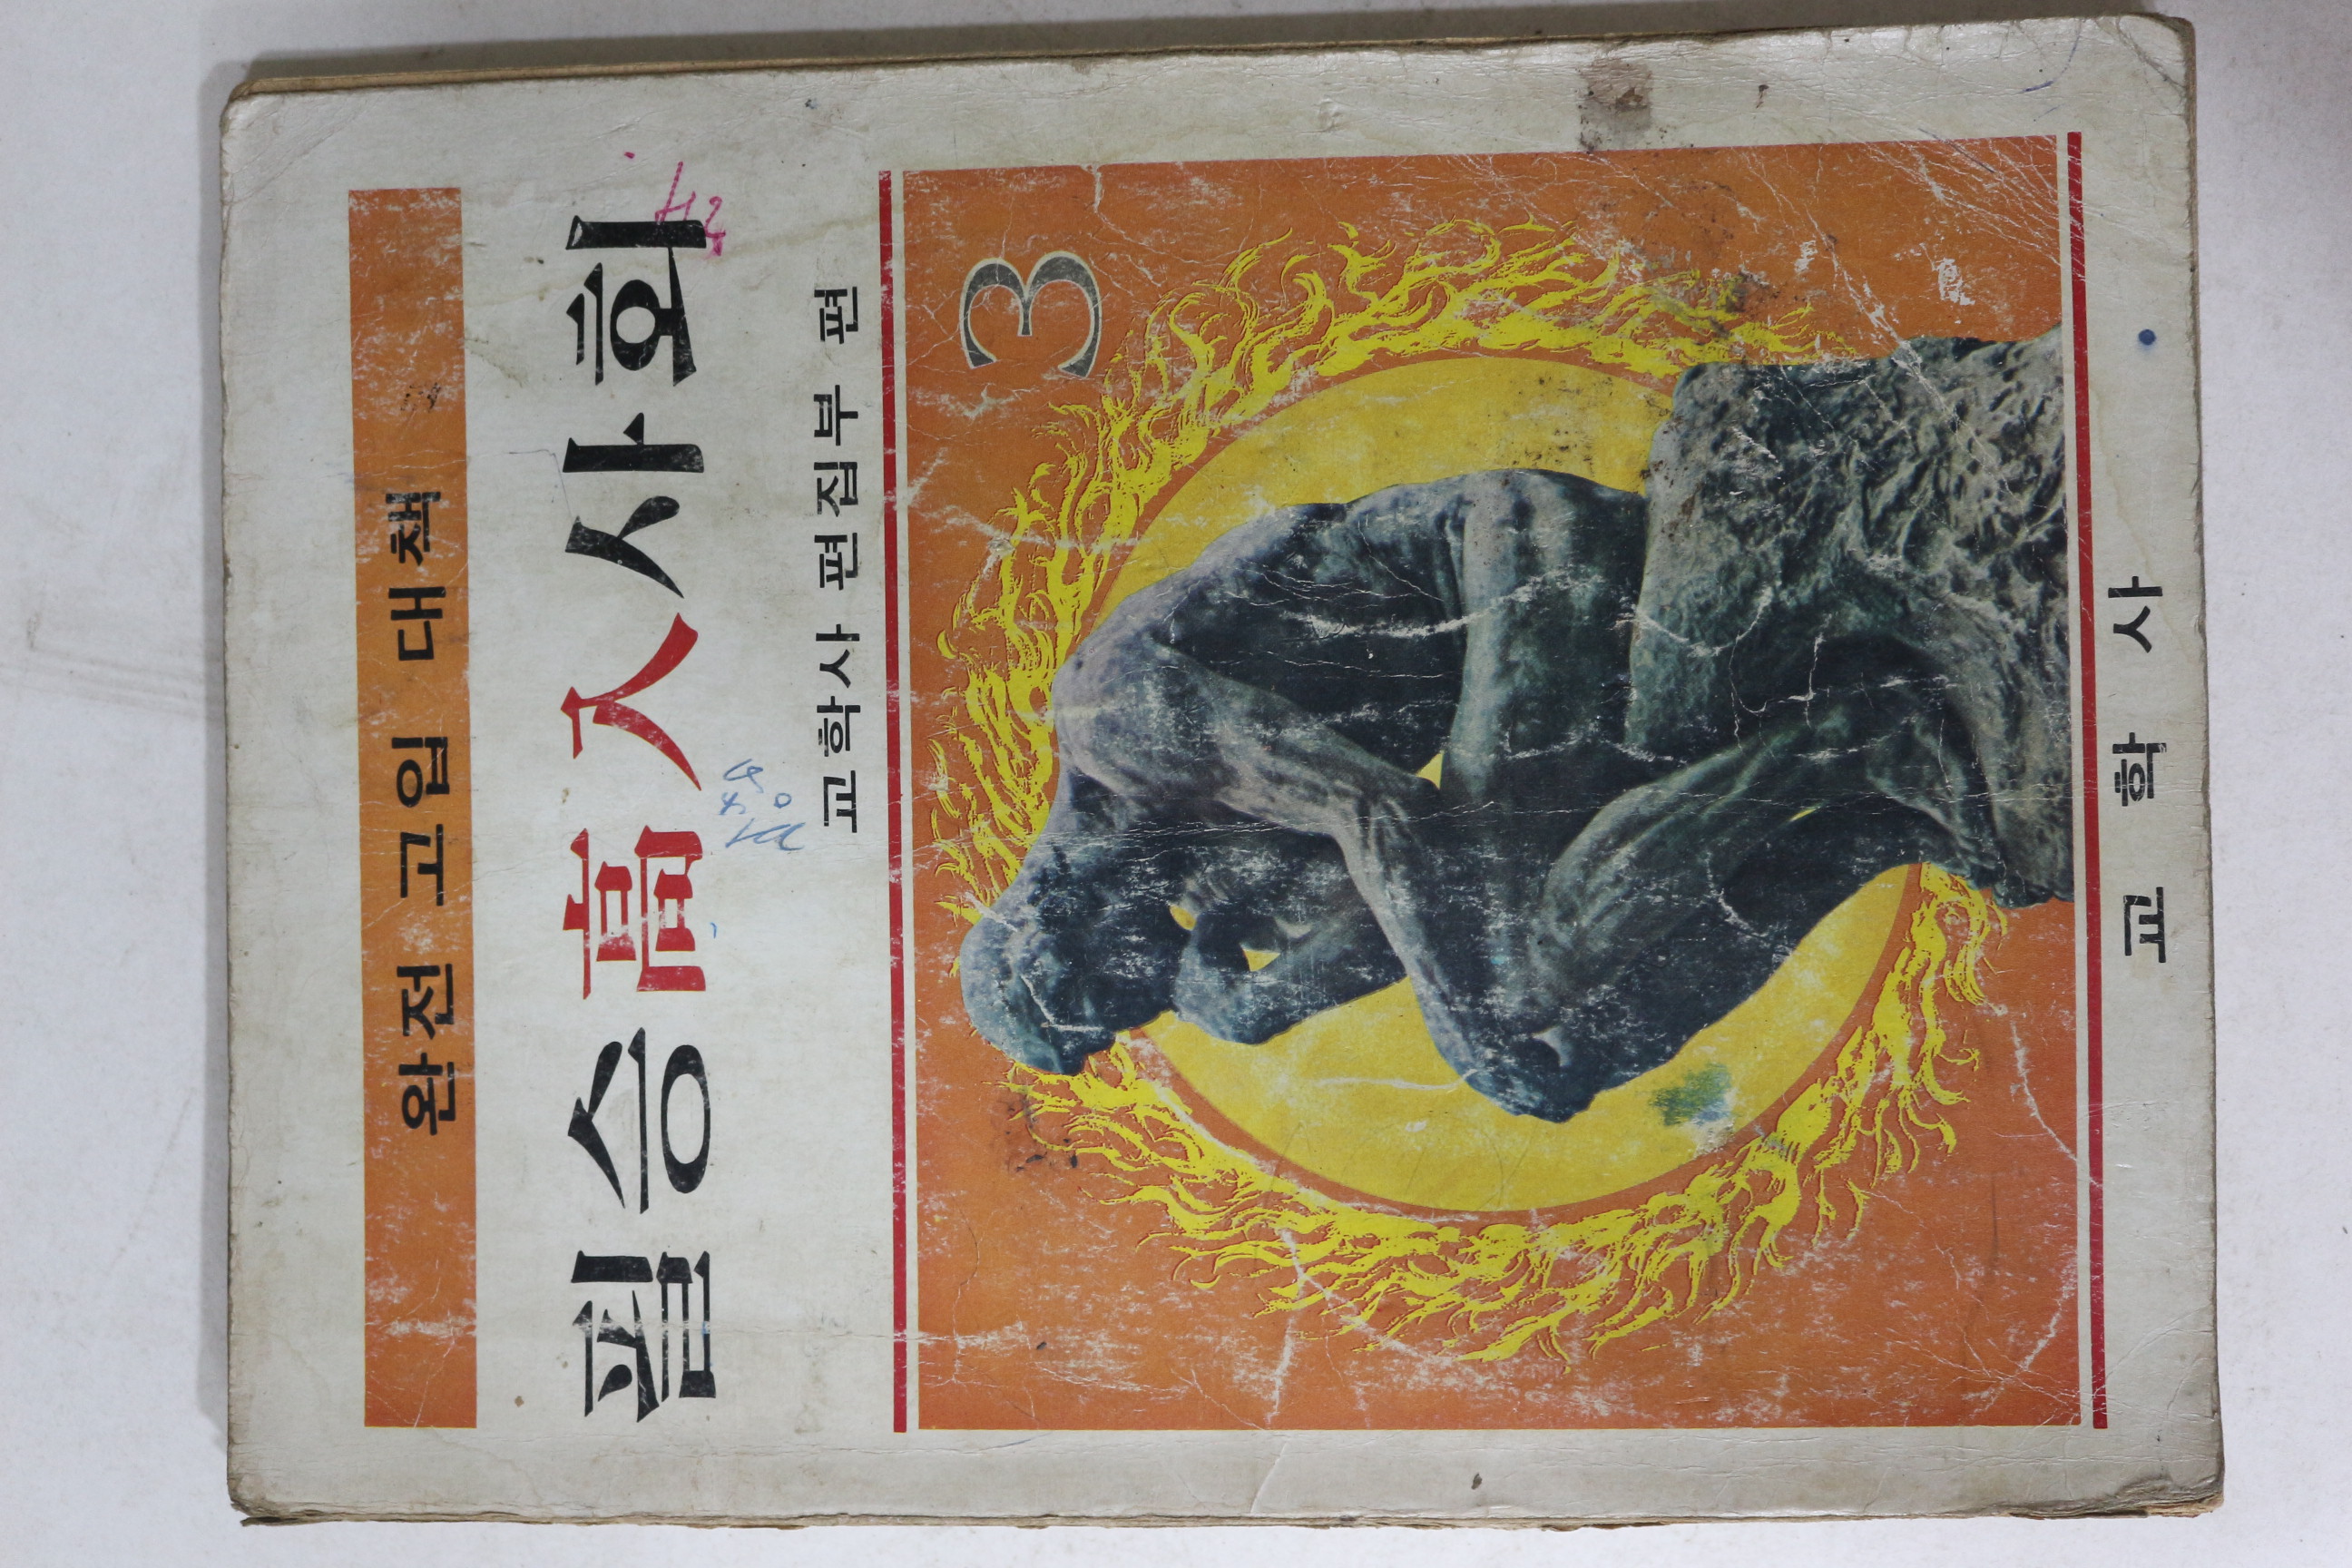 완전 고입 대책
필승高入사회
교학사 편집부 편
3
교 학 사